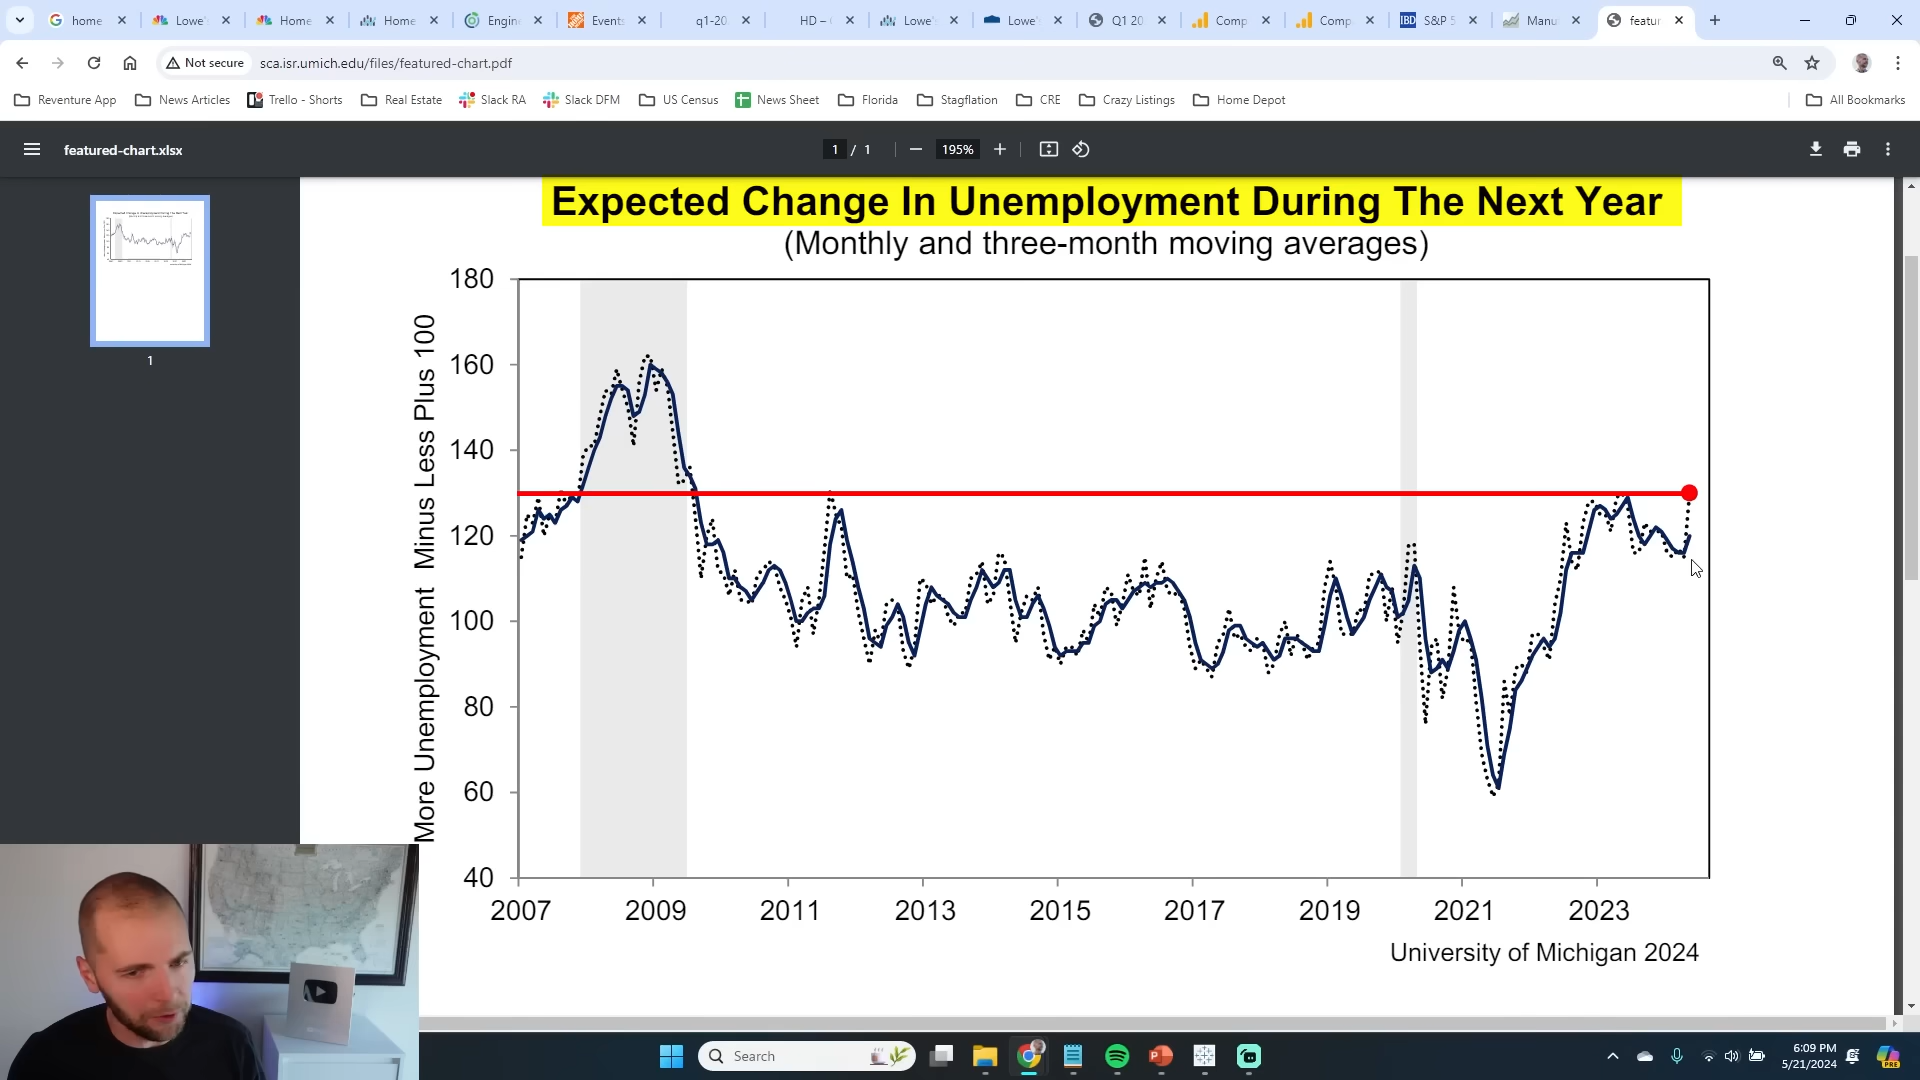 home
Lowe'
Home
Home
Engin
Events
q1-20
HD –
Lowe'
Lowe'
Q1 20
Comp
Comp
IBD
S&P 5
Manu
featur
Not secure
sca.isr.umich.edu/files/featured-chart.pdf
Reventure App
News Articles
Trello - Shorts
Real Estate
Slack RA
Slack DFM
US Census
News Sheet
Florida
Stagflation
CRE
Crazy Listings
Home Depot
All Bookmarks
featured-chart.xlsx
1 / 1
195%
1
Expected Change In Unemployment During The Next Year
(Monthly and three-month moving averages)
More Unemployment Minus Less Plus 100
180
160
140
120
100
80
60
40
2007 2009 2011 2013 2015 2017 2019 2021 2023
University of Michigan 2024
Search
6:09 PM
5/21/2024
PRE